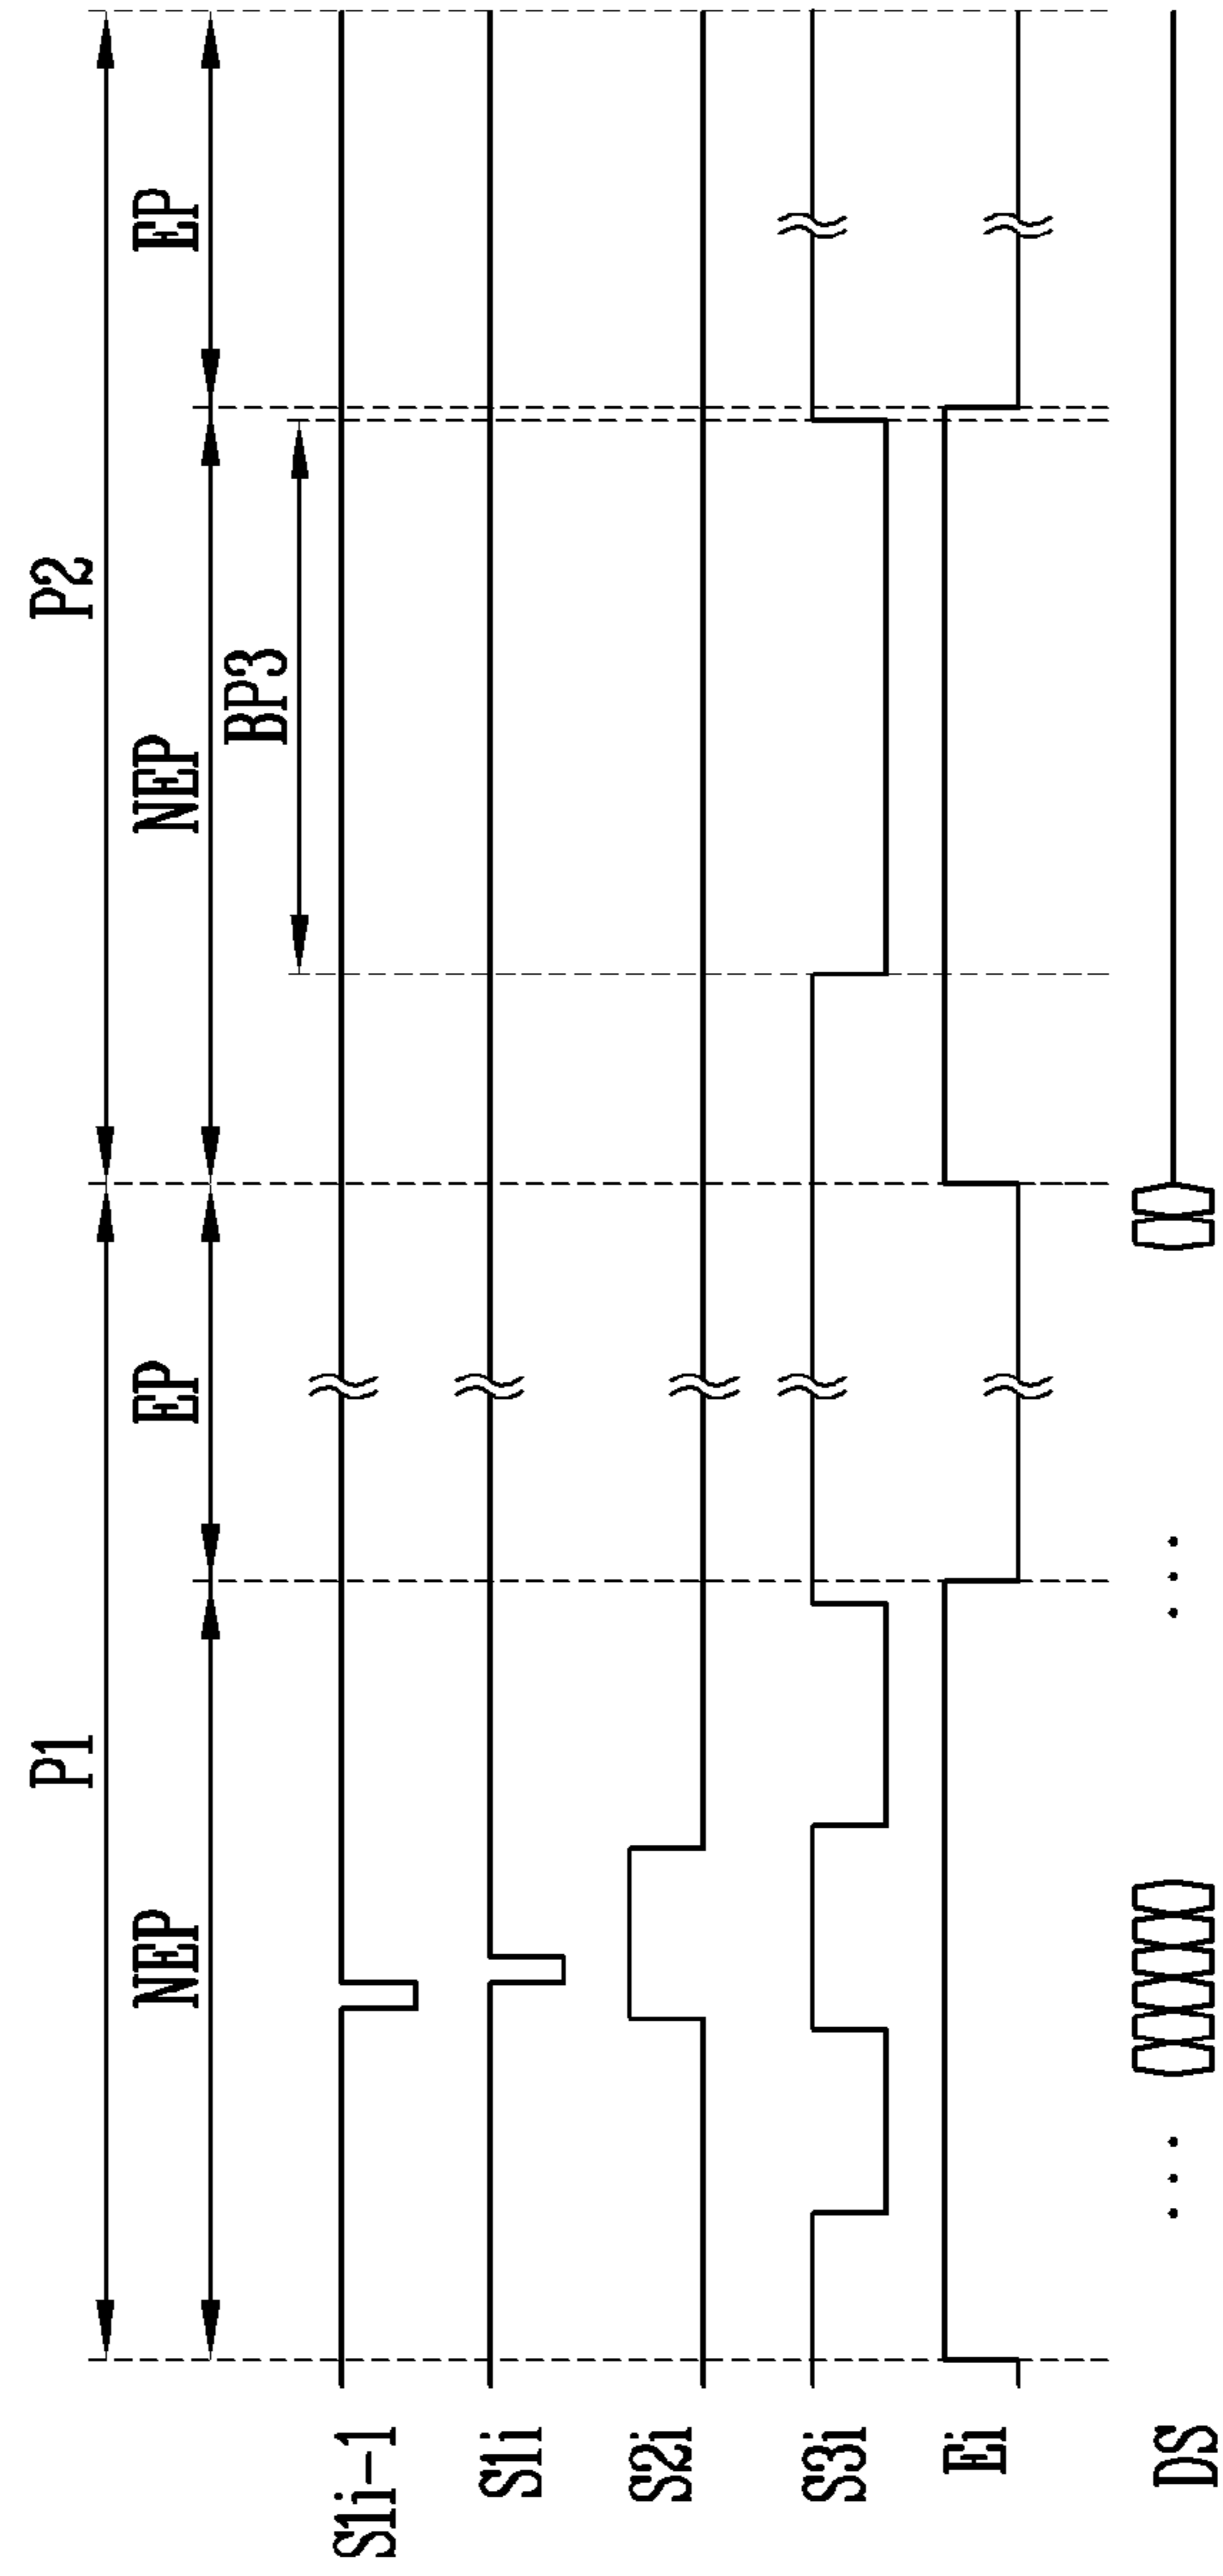 P1 P2
NEP EP NEP EP
BP3
S1i-1
S1i
S2i
S3i
Ei
DS